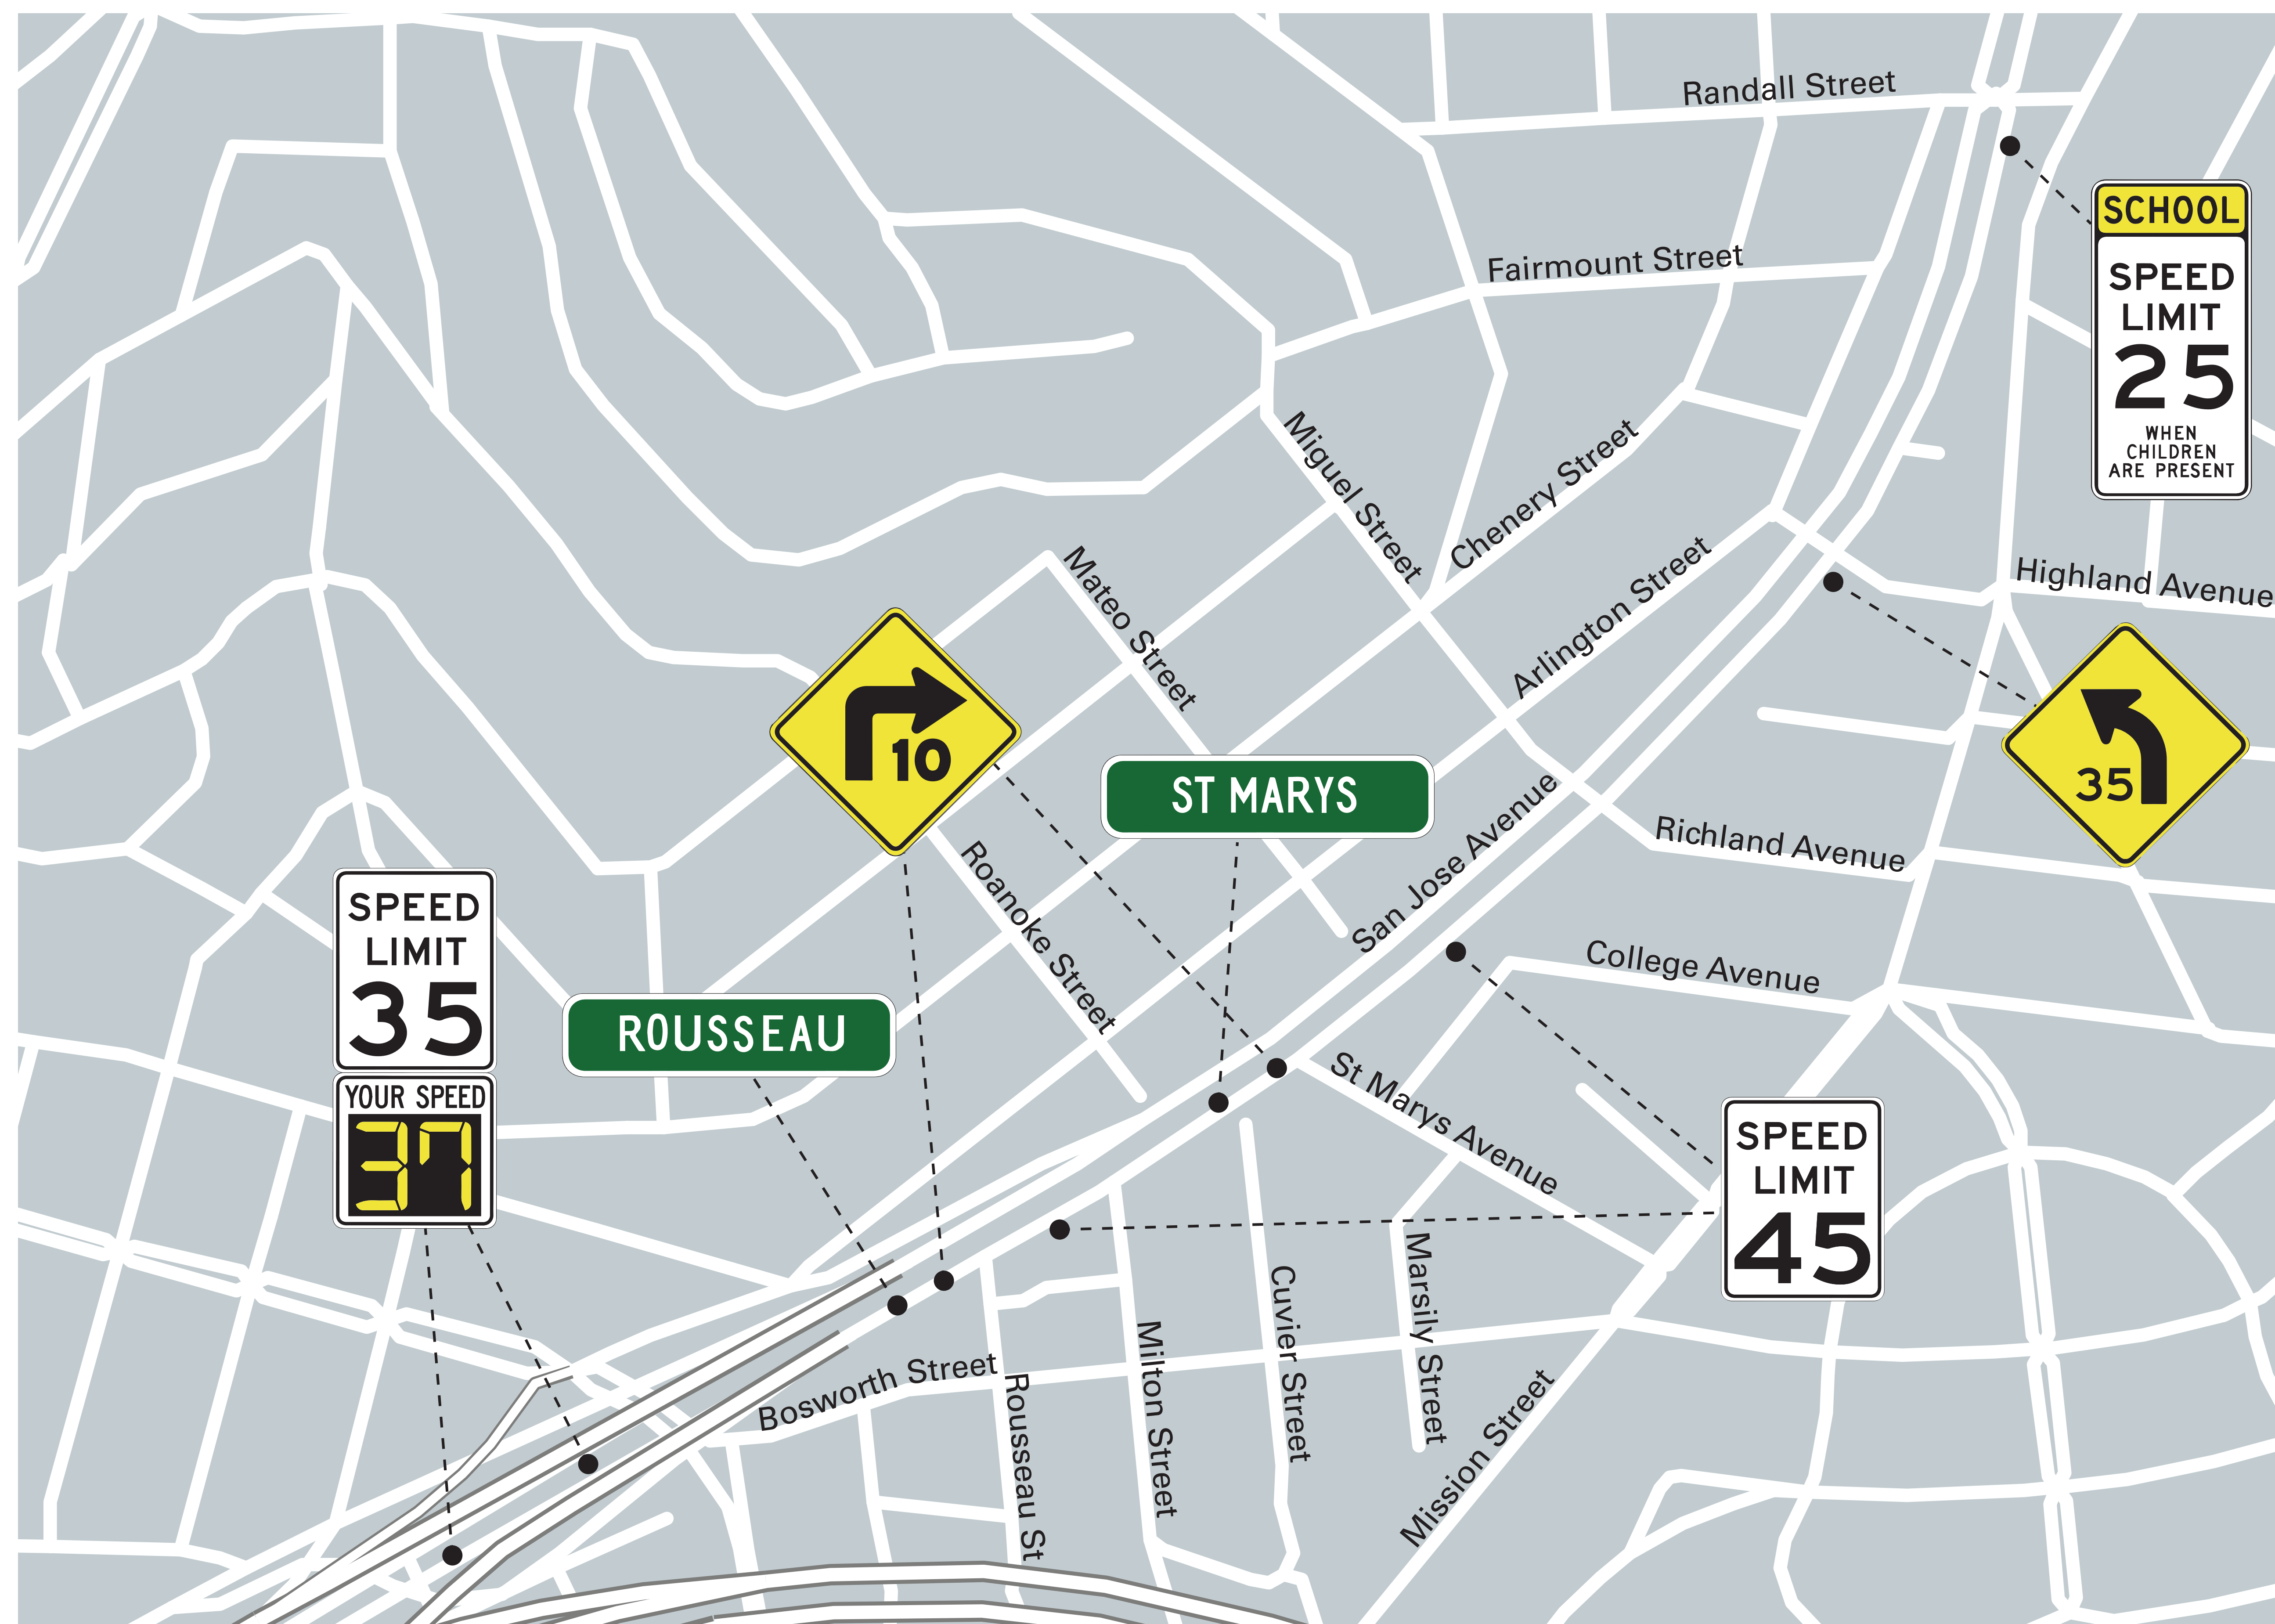 Randall Street
SCHOOL
SPEED
LIMIT
25
WHEN
CHILDREN
ARE PRESENT
Fairmount Street
Miguel Street
Chenery Street
Mateo Street
Arlington Street
Highland Avenue
35
10
ST MARYS
San Jose Avenue
Richland Avenue
Roanoke Street
College Avenue
SPEED
LIMIT
35
YOUR SPEED
37
ROUSSEAU
St Marys Avenue
SPEED
LIMIT
45
Bosworth Street
Rousseau St
Milton Street
Cuvier Street
Marsily Street
Mission Street